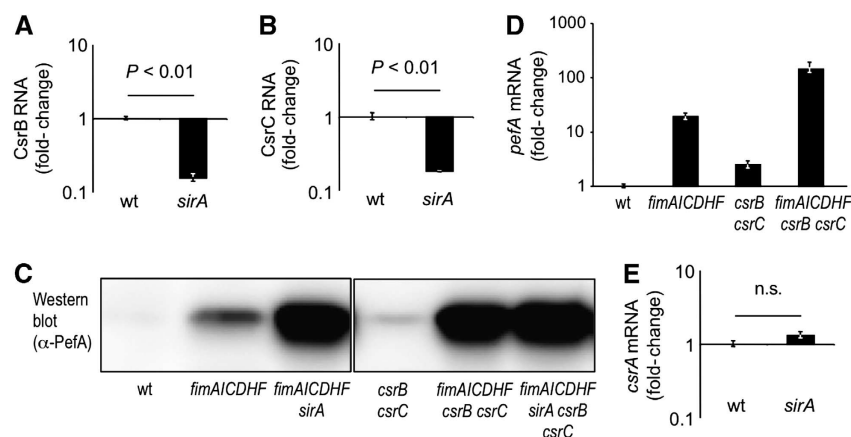 A
CsrB RNA
(fold- change)
10
1
0.1
P < 0.01
wt
sirA
B
CsrC RNA
(fold- change)
10
1
0.1
P < 0.01
wt
sirA
D
pefA mRNA
(fold- change)
1000
100
10
1
wt
fimAICDHF
csrB
csrC
fimAICDHF
csrB csrC
C
Western
blot
(α-PefA)
wt
fimAICDHF
fimAICDHF
sirA
csrB
csrC
fimAICDHF
csrB csrC
fimAICDHF
sirA csrB
csrC
E
csrA mRNA
(fold-change)
10
1
0.1
n.s.
wt
sirA